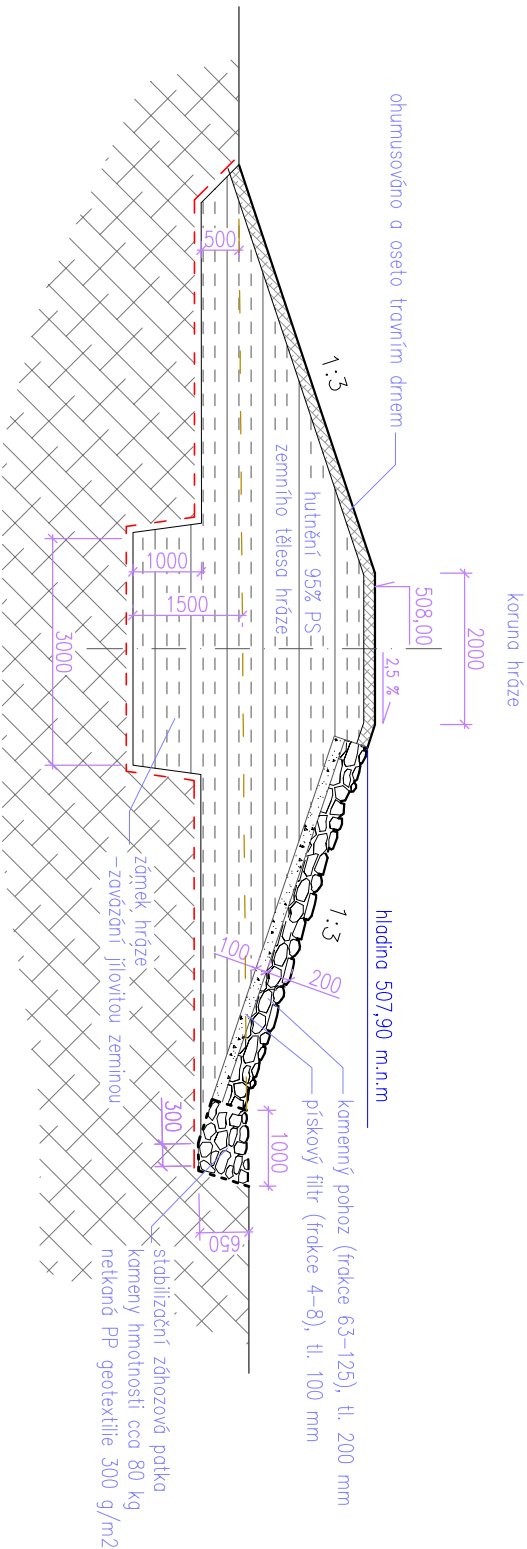 koruna hráze
2000
508,00
2,5 %
hladina 507,90 m.n.m
ohumusováno a oseto travním drnem
1:3
1:3
hutnění 95% PS
zemního tělesa hráze
500
1000
1500
3000
100
200
kamenný pohoz (frakce 63–125), tl. 200 mm
pískový filtr (frakce 4–8), tl. 100 mm
1000
300
650
zámek hráze
–zavázání jílovitou zeminou
stabilizační záhozová patka
kameny hmotnosti cca 80 kg
netkaná PP geotextilie 300 g/m2